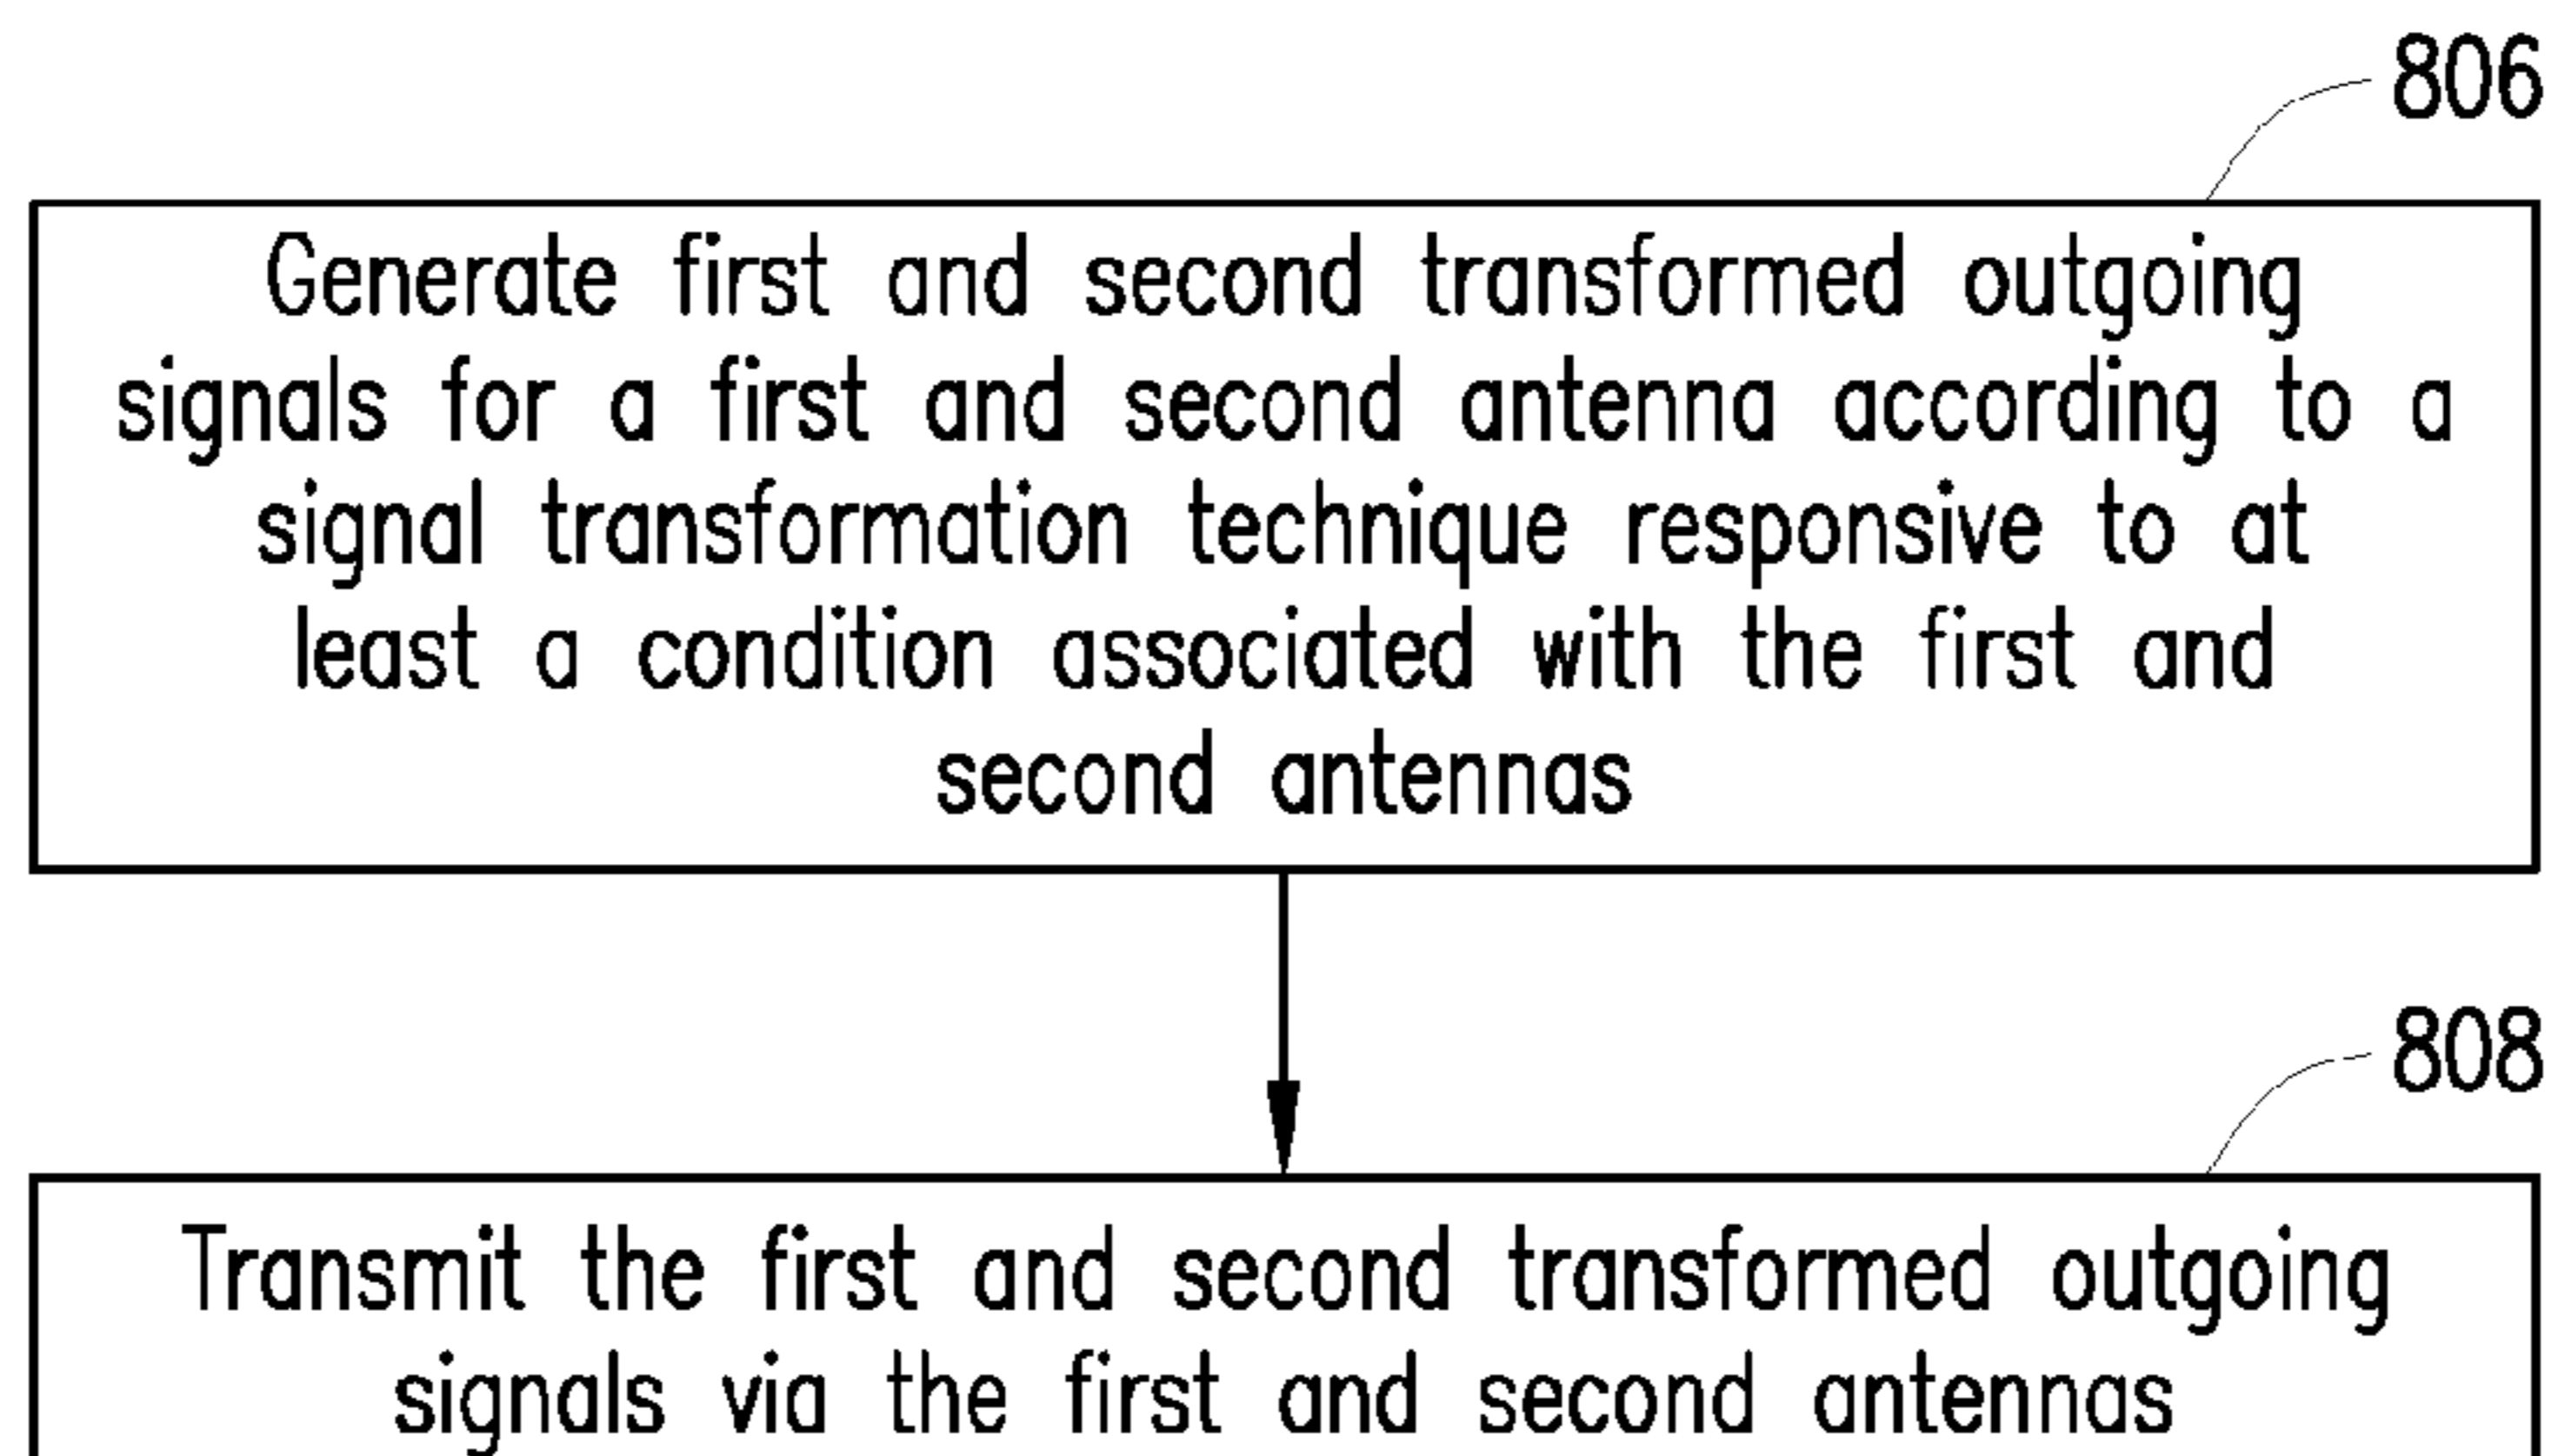 806
Generate first and second transformed outgoing
signals for a first and second antenna according to a
signal transformation technique responsive to at
least a condition associated with the first and
second antennas
808
Transmit the first and second transformed outgoing
signals via the first and second antennas